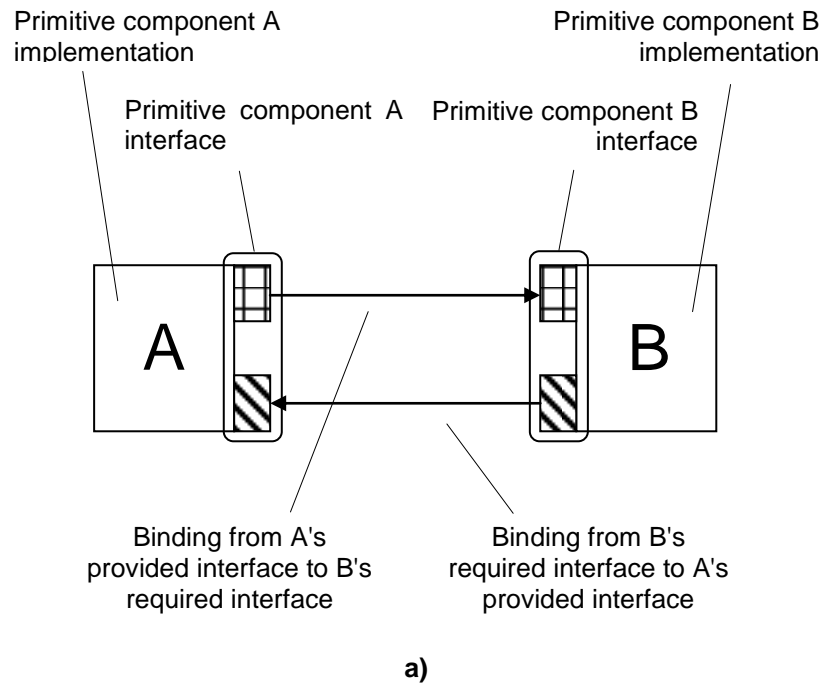 Primitive component A
implementation
Primitive component B
implementation
Primitive component A
interface
Primitive component B
interface
A
B
Binding from A's
provided interface to B's
required interface
Binding from B's
required interface to A's
provided interface
a)